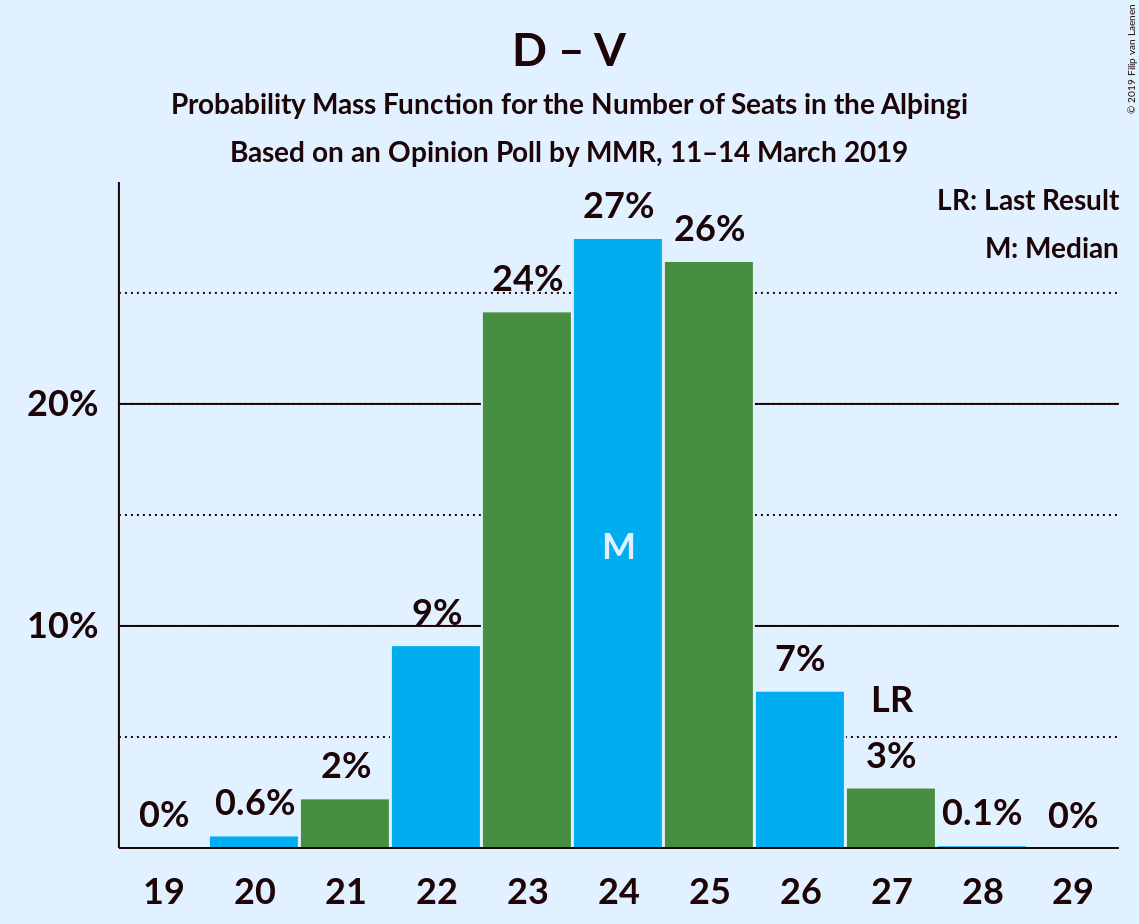 D – V
Probability Mass Function for the Number of Seats in the Alþingi
Based on an Opinion Poll by MMR, 11–14 March 2019
© 2019 Filip van Laenen
LR: Last Result
M: Median
27%
26%
24%
20%
M
10%
9%
7%
LR
3%
2%
0.6%
0%
0.1%
0%
19 20 21 22 23 24 25 26 27 28 29